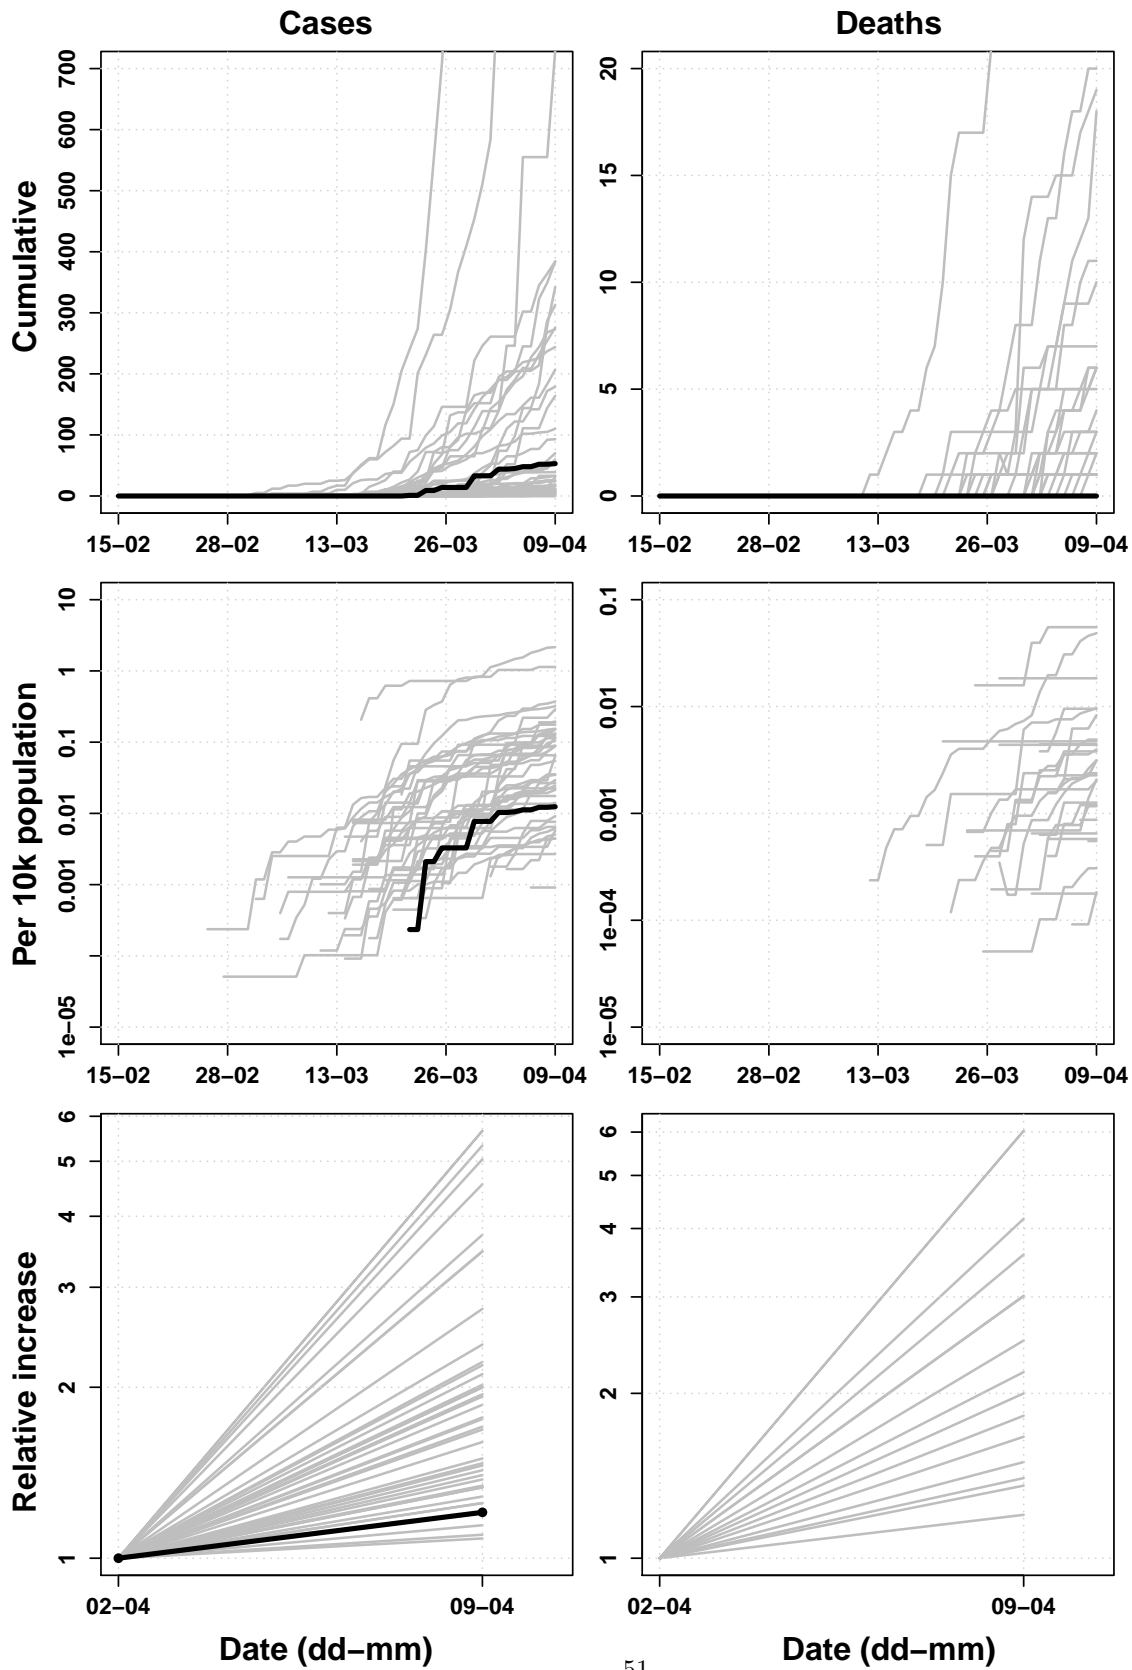 Cases
Deaths
Cumulative
700
600
500
400
300
200
100
0
20
15
10
5
0
15−02 28−02 13−03 26−03 09−04
15−02 28−02 13−03 26−03 09−04
Per 10k population
10
1
0.1
0.01
0.001
1e−05
0.1
0.01
0.001
1e−04
1e−05
15−02 28−02 13−03 26−03 09−04
15−02 28−02 13−03 26−03 09−04
Relative increase
6
5
4
3
2
1
6
5
4
3
2
1
02−04 09−04
02−04 09−04
Date (dd−mm)
Date (dd−mm)
51